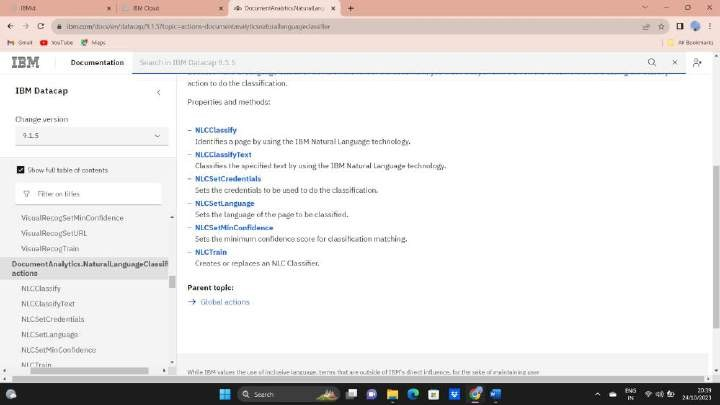 IBM Cloud
DocumentAnalytics.NaturalLangu
ibm.com/docs/en/datacap/9.1.5?topic=actions-documentanalyticsnaturallanguageclassifier
Gmail
YouTube
Maps
All Bookmarks
IBM
Documentation
Search in IBM Datacap 9.1.5
IBM Datacap
Change version
9.1.5
Show full table of contents
Filter on titles
VisualRecogSetMinConfidence
VisualRecogSetURL
VisualRecogTrain
DocumentAnalytics.NaturalLanguageClassifi
actions
NLCClassify
NLCClassifyText
NLCSetCredentials
NLCSetLanguage
NLCSetMinConfidence
NLCTrain
action to do the classification.
Properties and methods:
– NLCClassify
Identifies a page by using the IBM Natural Language technology.
– NLCClassifyText
Classifies the specified text by using the IBM Natural Language technology.
– NLCSetCredentials
Sets the credentials to be used to do the classification.
– NLCSetLanguage
Sets the language of the page to be classified.
– NLCSetMinConfidence
Sets the minimum confidence score for classification matching.
– NLCTrain
Creates or replaces an NLC Classifier.
Parent topic:
→ Global actions
While IBM values the use of inclusive language, terms that are outside of IBM's direct influence, for the sake of maintaining user
Search
ENG
IN
20:39
24/10/2023